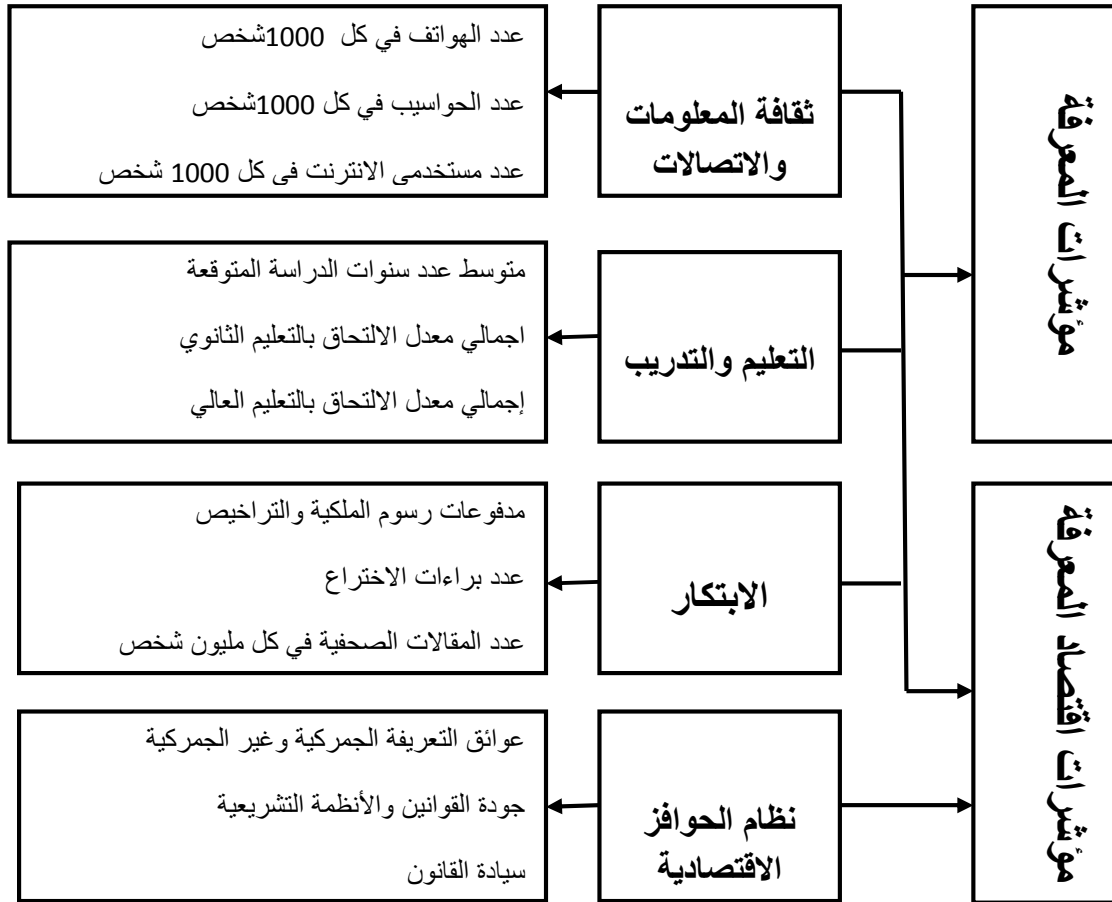 مؤشرات المعرفة
ثقافة المعلومات
والاتصالات
عدد الهواتف في كل 1000شخص
عدد الحواسيب في كل 1000شخص
عدد مستخدمي الانترنت في كل 1000 شخص
التعليم والتدريب
متوسط عدد سنوات الدراسة المتوقعة
اجمالي معدل الالتحاق بالتعليم الثانوي
إجمالي معدل الالتحاق بالتعليم العالي
مؤشرات اقتصاد المعرفة
الابتكار
مدفوعات رسوم الملكية والتراخيص
عدد براءات الاختراع
عدد المقالات الصحفية في كل مليون شخص
نظام الحوافز
الاقتصادية
عوائق التعريفة الجمركية وغير الجمركية
جودة القوانين والأنظمة التشريعية
سيادة القانون